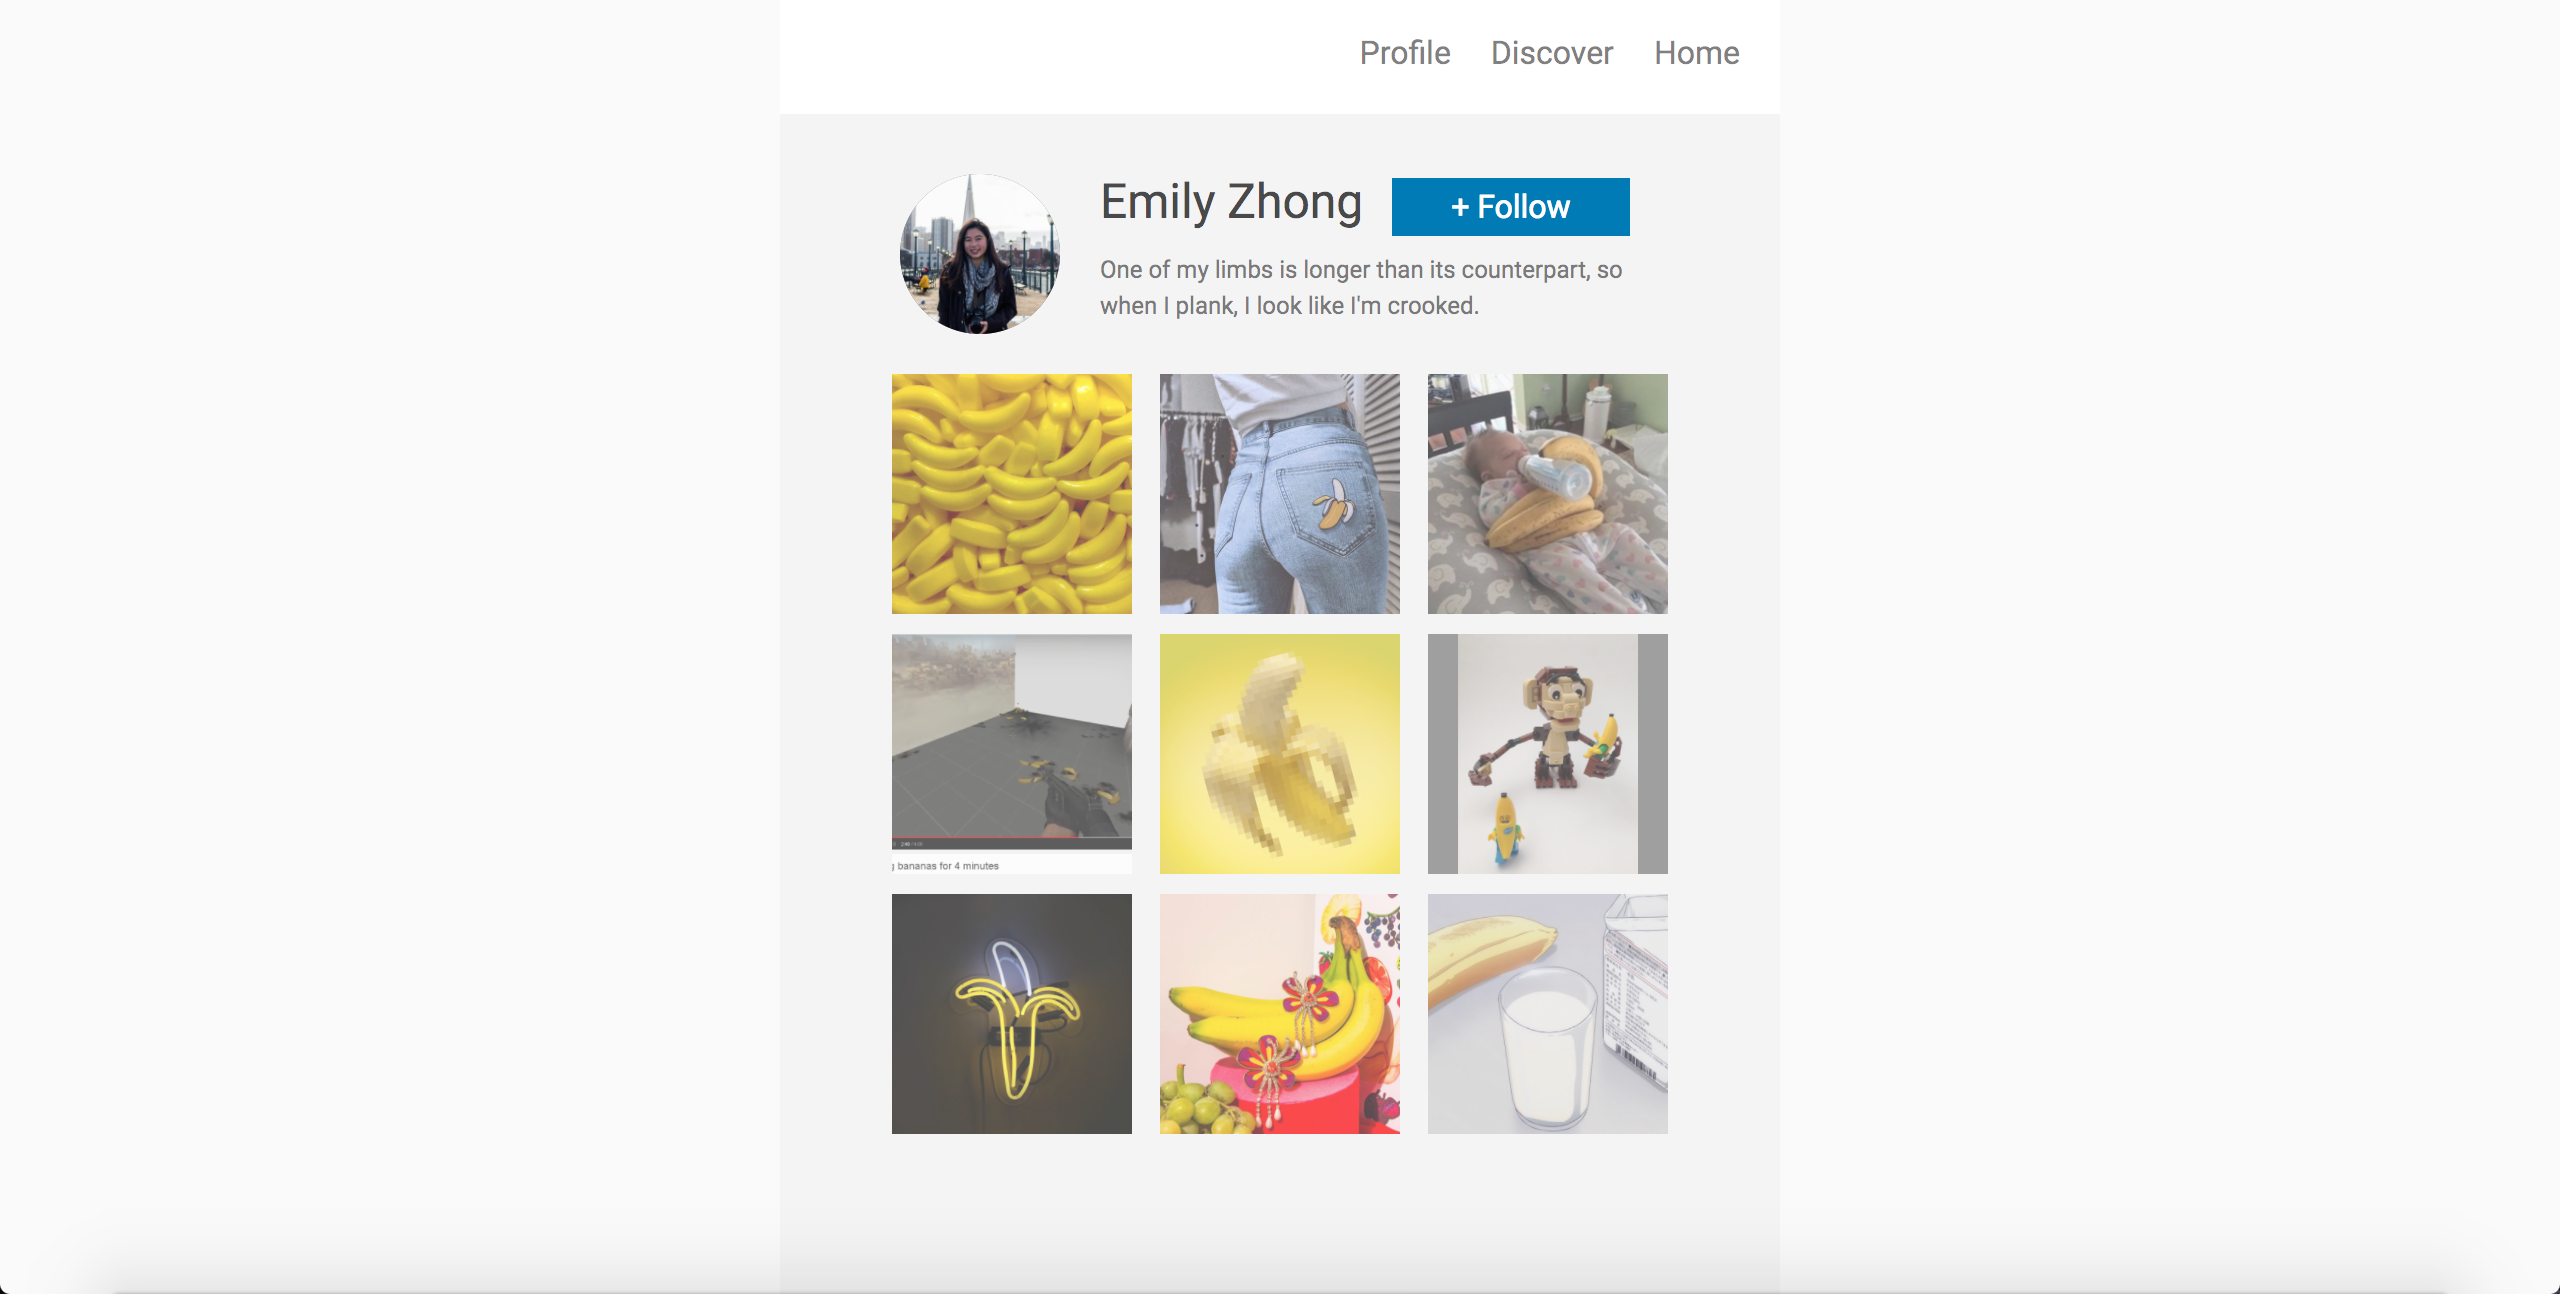 Profile Discover Home
Emily Zhong + Follow
One of my limbs is longer than its counterpart, so
when I plank, I look like I'm crooked.
bananas for 4 minutes